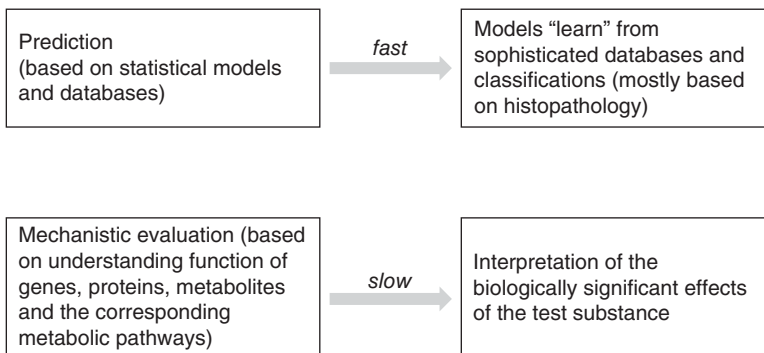 Prediction
(based on statistical models
and databases)
fast
Models “learn” from
sophisticated databases and
classifications (mostly based
on histopathology)
Mechanistic evaluation (based
on understanding function of
genes, proteins, metabolites
and the corresponding
metabolic pathways)
slow
Interpretation of the
biologically significant effects
of the test substance